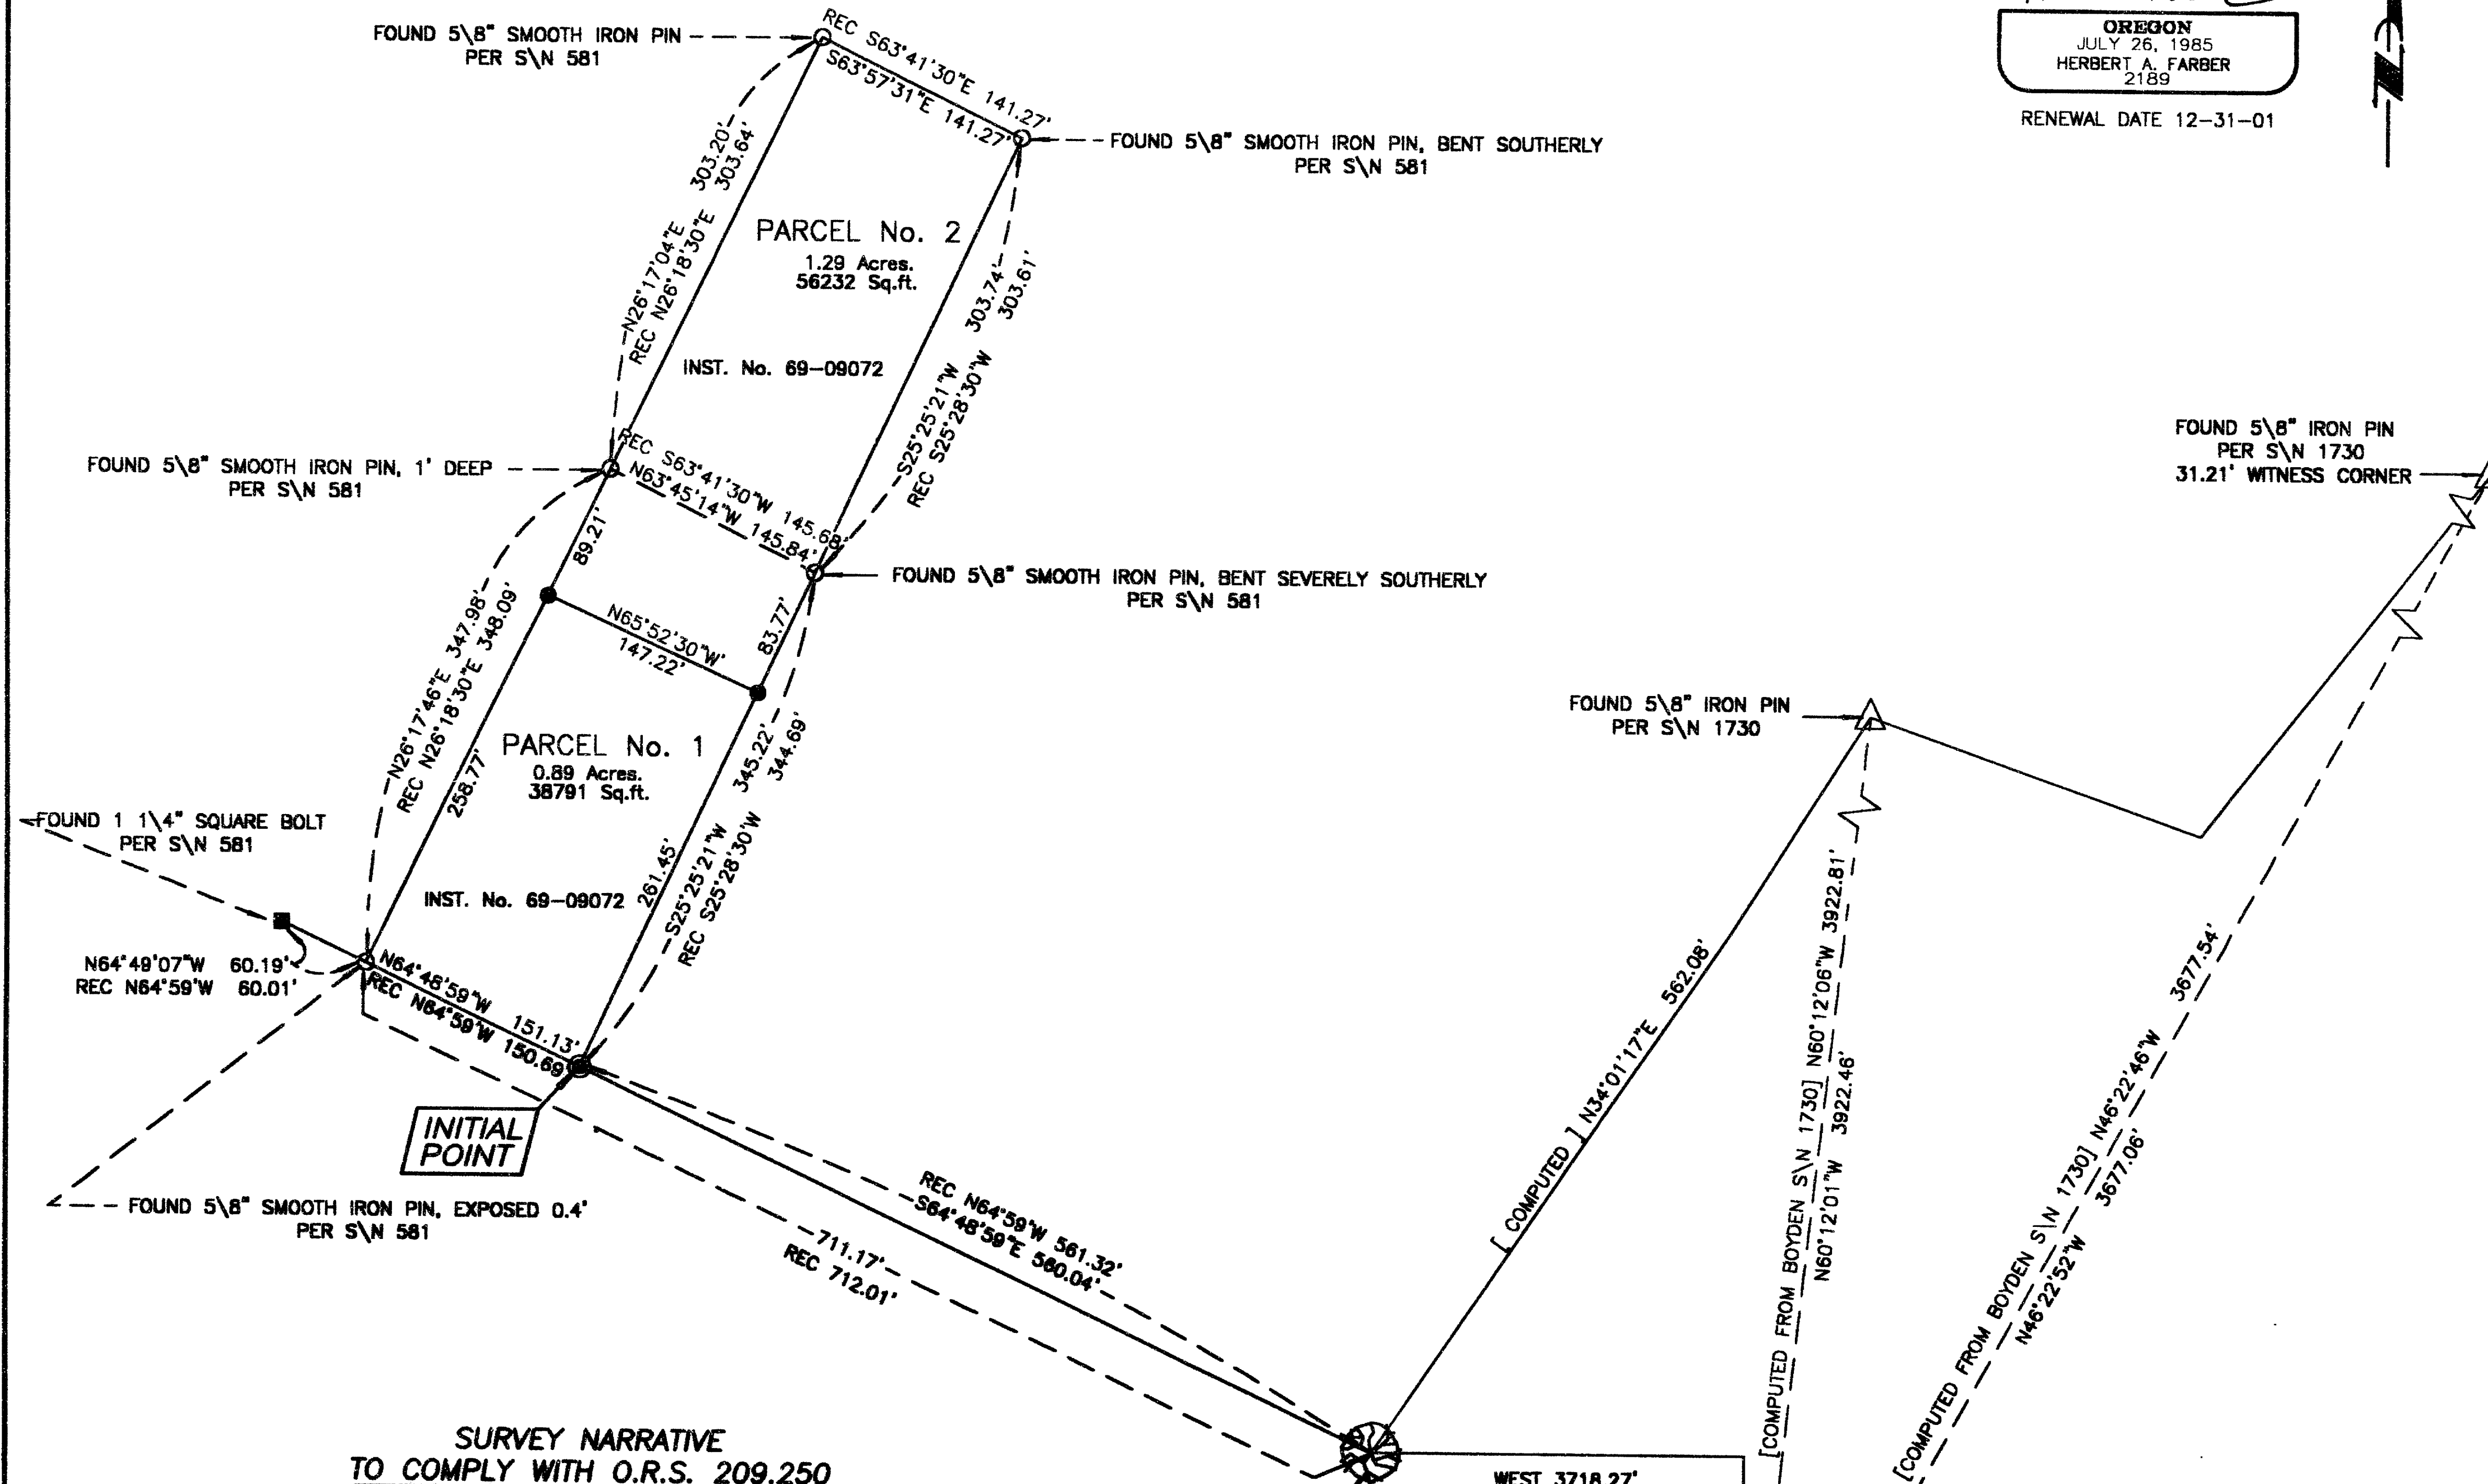 OREGON
JULY 26, 1985
HERBERT A. FARBER
2189
RENEWAL DATE 12-31-01
FOUND 5\8" SMOOTH IRON PIN
PER S\N 581
REC S63°41'30"E 141.27'
S63°57'31"E 141.27'
FOUND 5\8" SMOOTH IRON PIN, BENT SOUTHERLY
PER S\N 581
N26°17'04"E 303.20'
REC N26°18'30"E 303.64'
PARCEL No. 2
1.29 Acres.
56232 Sq.ft.
INST. No. 69-09072
S25°25'21"W 303.74'
REC S25°28'30"W 303.61'
FOUND 5\8" SMOOTH IRON PIN, 1' DEEP
PER S\N 581
REC S63°41'30"W 145.68'
N63°45'14"W 145.84'
FOUND 5\8" IRON PIN
PER S\N 1730
31.21' WITNESS CORNER
89.21'
FOUND 5\8" SMOOTH IRON PIN, BENT SEVERELY SOUTHERLY
PER S\N 581
N65°52'30"W
147.22'
83.77'
N26°17'46"E 347.98'
REC N26°18'30"E 348.09'
258.77'
PARCEL No. 1
0.89 Acres.
38791 Sq.ft.
INST. No. 69-09072
261.45'
S25°25'21"W 345.22'
REC S25°28'30"W 344.69'
FOUND 5\8" IRON PIN
PER S\N 1730
FOUND 1 1\4" SQUARE BOLT
PER S\N 581
N64°49'07"W 60.19'
REC N64°59'W 60.01'
N64°48'59"W 151.13'
REC N64°59'W 150.69'
INITIAL
POINT
FOUND 5\8" SMOOTH IRON PIN, EXPOSED 0.4'
PER S\N 581
REC N64°59'W 561.32'
S64°48'59"E 560.04'
711.17'
REC 712.01'
[ COMPUTED ] N34°01'17"E 562.08'
[COMPUTED FROM BOYDEN S\N 1730] N60°12'06"W 3922.81'
N60°12'01"W 3922.46'
[COMPUTED FROM BOYDEN S\N 1730] N46°22'46"W 3677.54'
N46°22'52"W 3677.06'
WEST 3718.27'
SURVEY NARRATIVE
TO COMPLY WITH O.R.S. 209.250